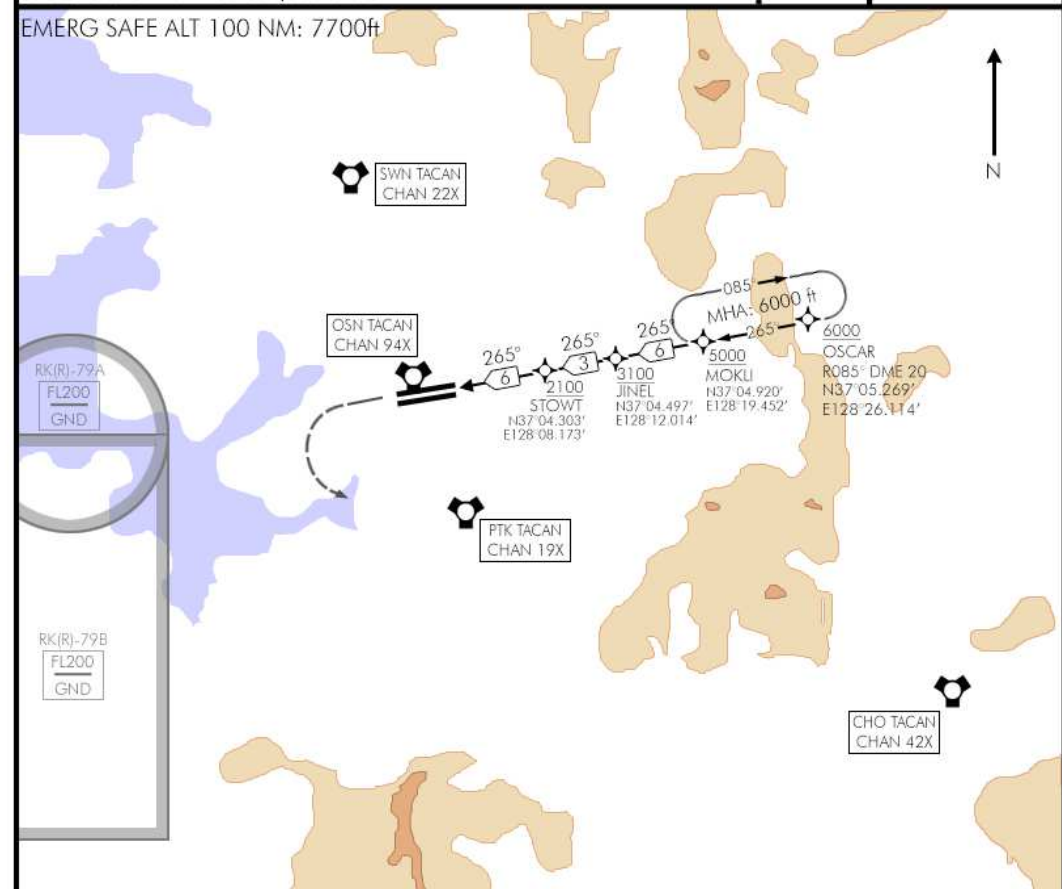 EMERG SAFE ALT 100 NM: 7700ft
N
SWN TACAN
CHAN 22X
OSN TACAN
CHAN 94X
RK(R)-79A
FL200
GND
085°
MHA: 6000 ft
265°
265°
265°
265°
6
3
6
6000
OSCAR
R085° DME 20
N37°05.269'
E128°26.114'
5000
MOKLI
N37°04.920'
E128°19.452'
3100
JINEL
N37°04.497'
E128°12.014'
2100
STOWT
N37°04.303'
E128°08.173'
PTK TACAN
CHAN 19X
RK(R)-79B
FL200
GND
CHO TACAN
CHAN 42X